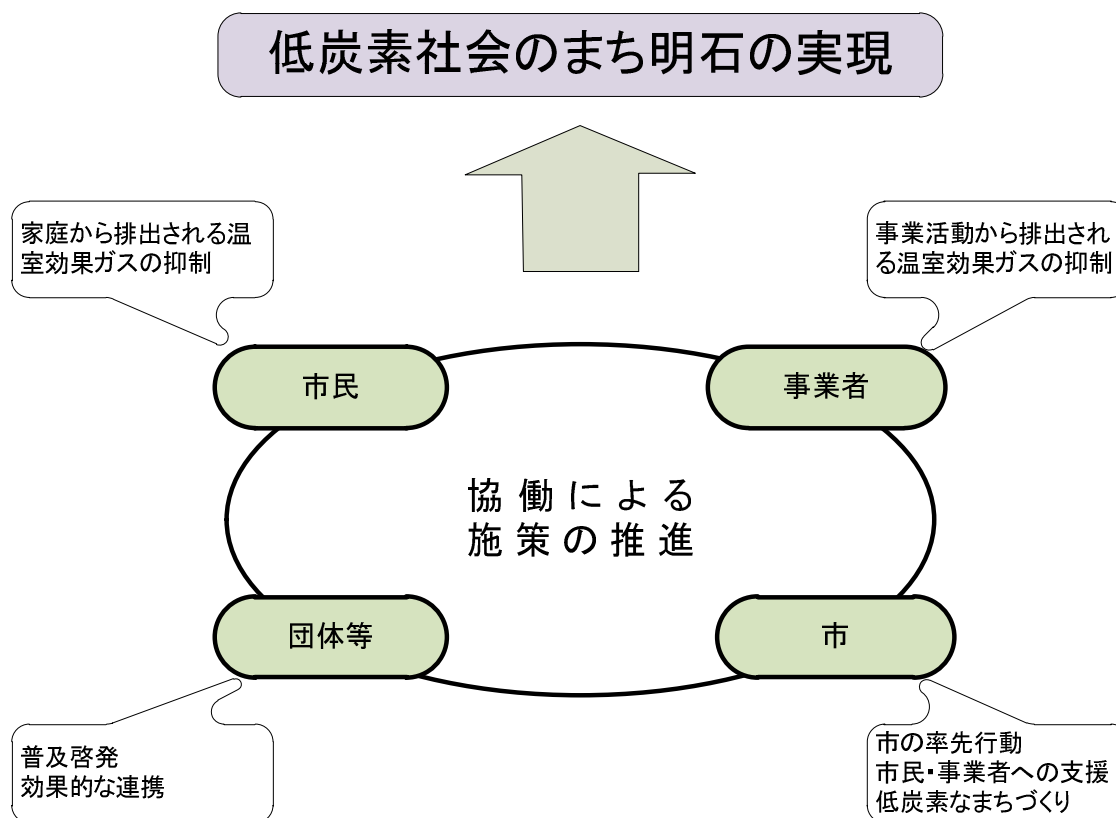 低炭素社会のまち明石の実現
家庭から排出される温
室効果ガスの抑制
事業活動から排出され
る温室効果ガスの抑制
市民
事業者
協働による
施策の推進
団体等
市
普及啓発
効果的な連携
市の率先行動
市民・事業者への支援
低炭素なまちづくり